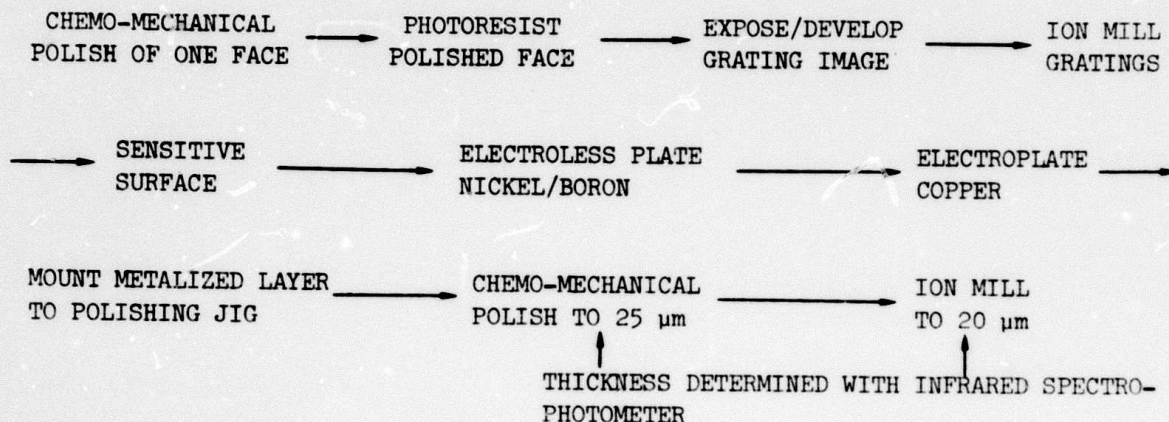 CHEMO-MECHANICAL PHOTORESIST EXPOSE/DEVELOP ION MILL
POLISH OF ONE FACE POLISHED FACE GRATING IMAGE GRATINGS
SENSITIVE ELECTROLESS PLATE ELECTROPLATE
SURFACE NICKEL/BORON COPPER
MOUNT METALIZED LAYER CHEMO-MECHANICAL ION MILL
TO POLISHING JIG POLISH TO 25 µm TO 20 µm
THICKNESS DETERMINED WITH INFRARED SPECTRO-
PHOTOMETER